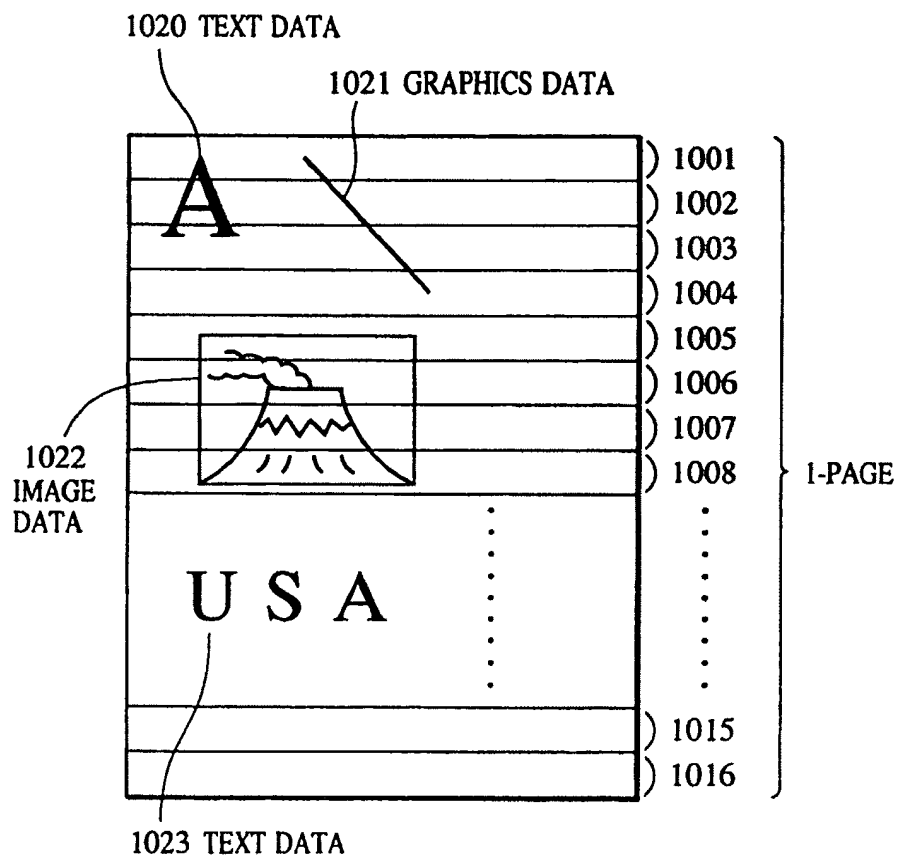 1020 TEXT DATA
1021 GRAPHICS DATA
A
1001
1002
1003
1004
1005
1006
1007
1008
1022
IMAGE
DATA
1-PAGE
U S A
1015
1016
1023 TEXT DATA